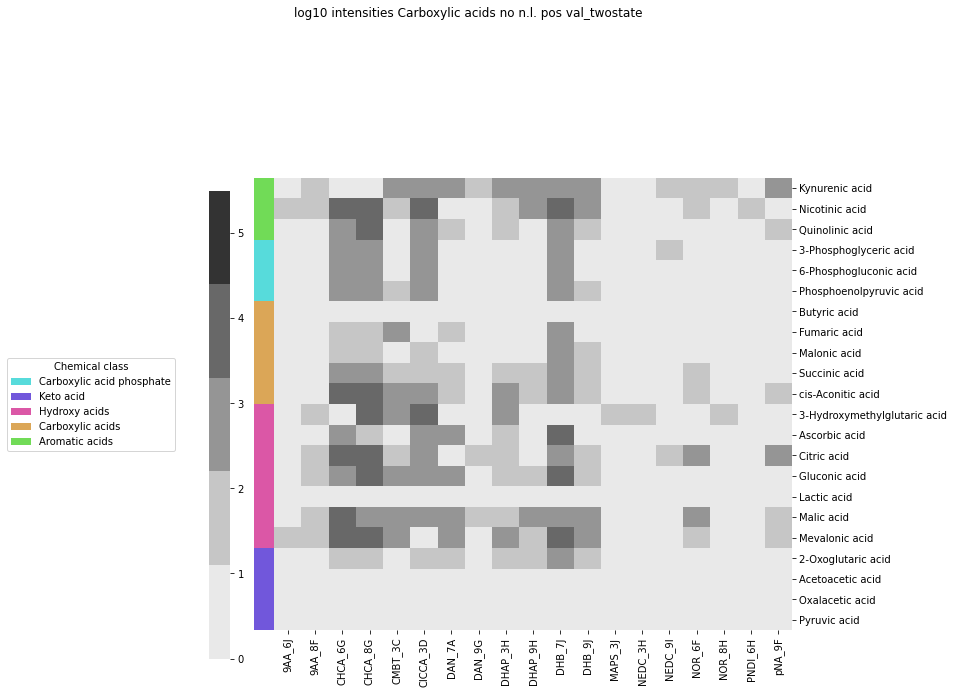 log10 intensities Carboxylic acids no n.l. pos val_twostate
Chemical class
Carboxylic acid phosphate
Keto acid
Hydroxy acids
Carboxylic acids
Aromatic acids
5
4
3
2
1
0
Kynurenic acid
Nicotinic acid
Quinolinic acid
3-Phosphoglyceric acid
6-Phosphogluconic acid
Phosphoenolpyruvic acid
Butyric acid
Fumaric acid
Malonic acid
Succinic acid
cis-Aconitic acid
3-Hydroxymethylglutaric acid
Ascorbic acid
Citric acid
Gluconic acid
Lactic acid
Malic acid
Mevalonic acid
2-Oxoglutaric acid
Acetoacetic acid
Oxalacetic acid
Pyruvic acid
9AA_6J
9AA_8F
CHCA_6G
CHCA_8G
CMBT_3C
ClCCA_3D
DAN_7A
DAN_9G
DHAP_3H
DHAP_9H
DHB_7J
DHB_9J
MAPS_3J
NEDC_3H
NEDC_9I
NOR_6F
NOR_8H
PNDI_6H
pNA_9F